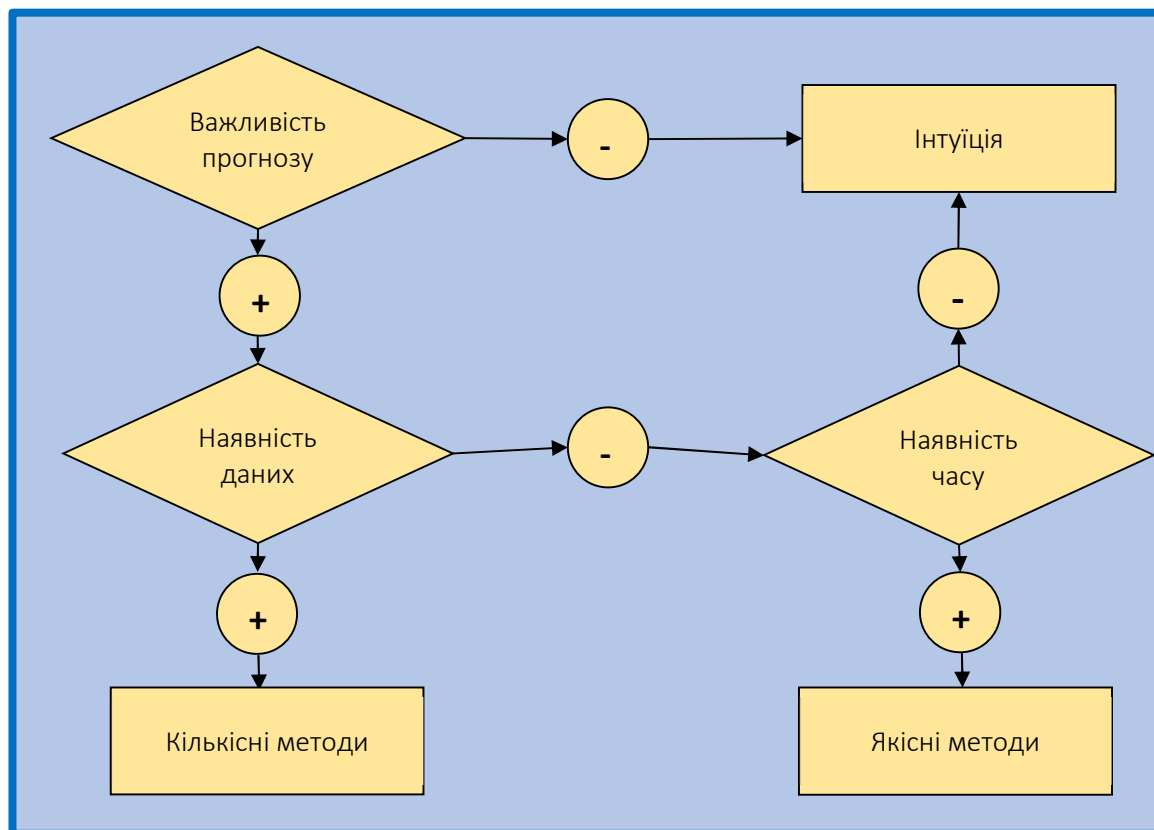 Важливість
прогнозу
-
Інтуїція
+
-
Наявність
даних
-
Наявність
часу
+
+
Кількісні методи
Якісні методи